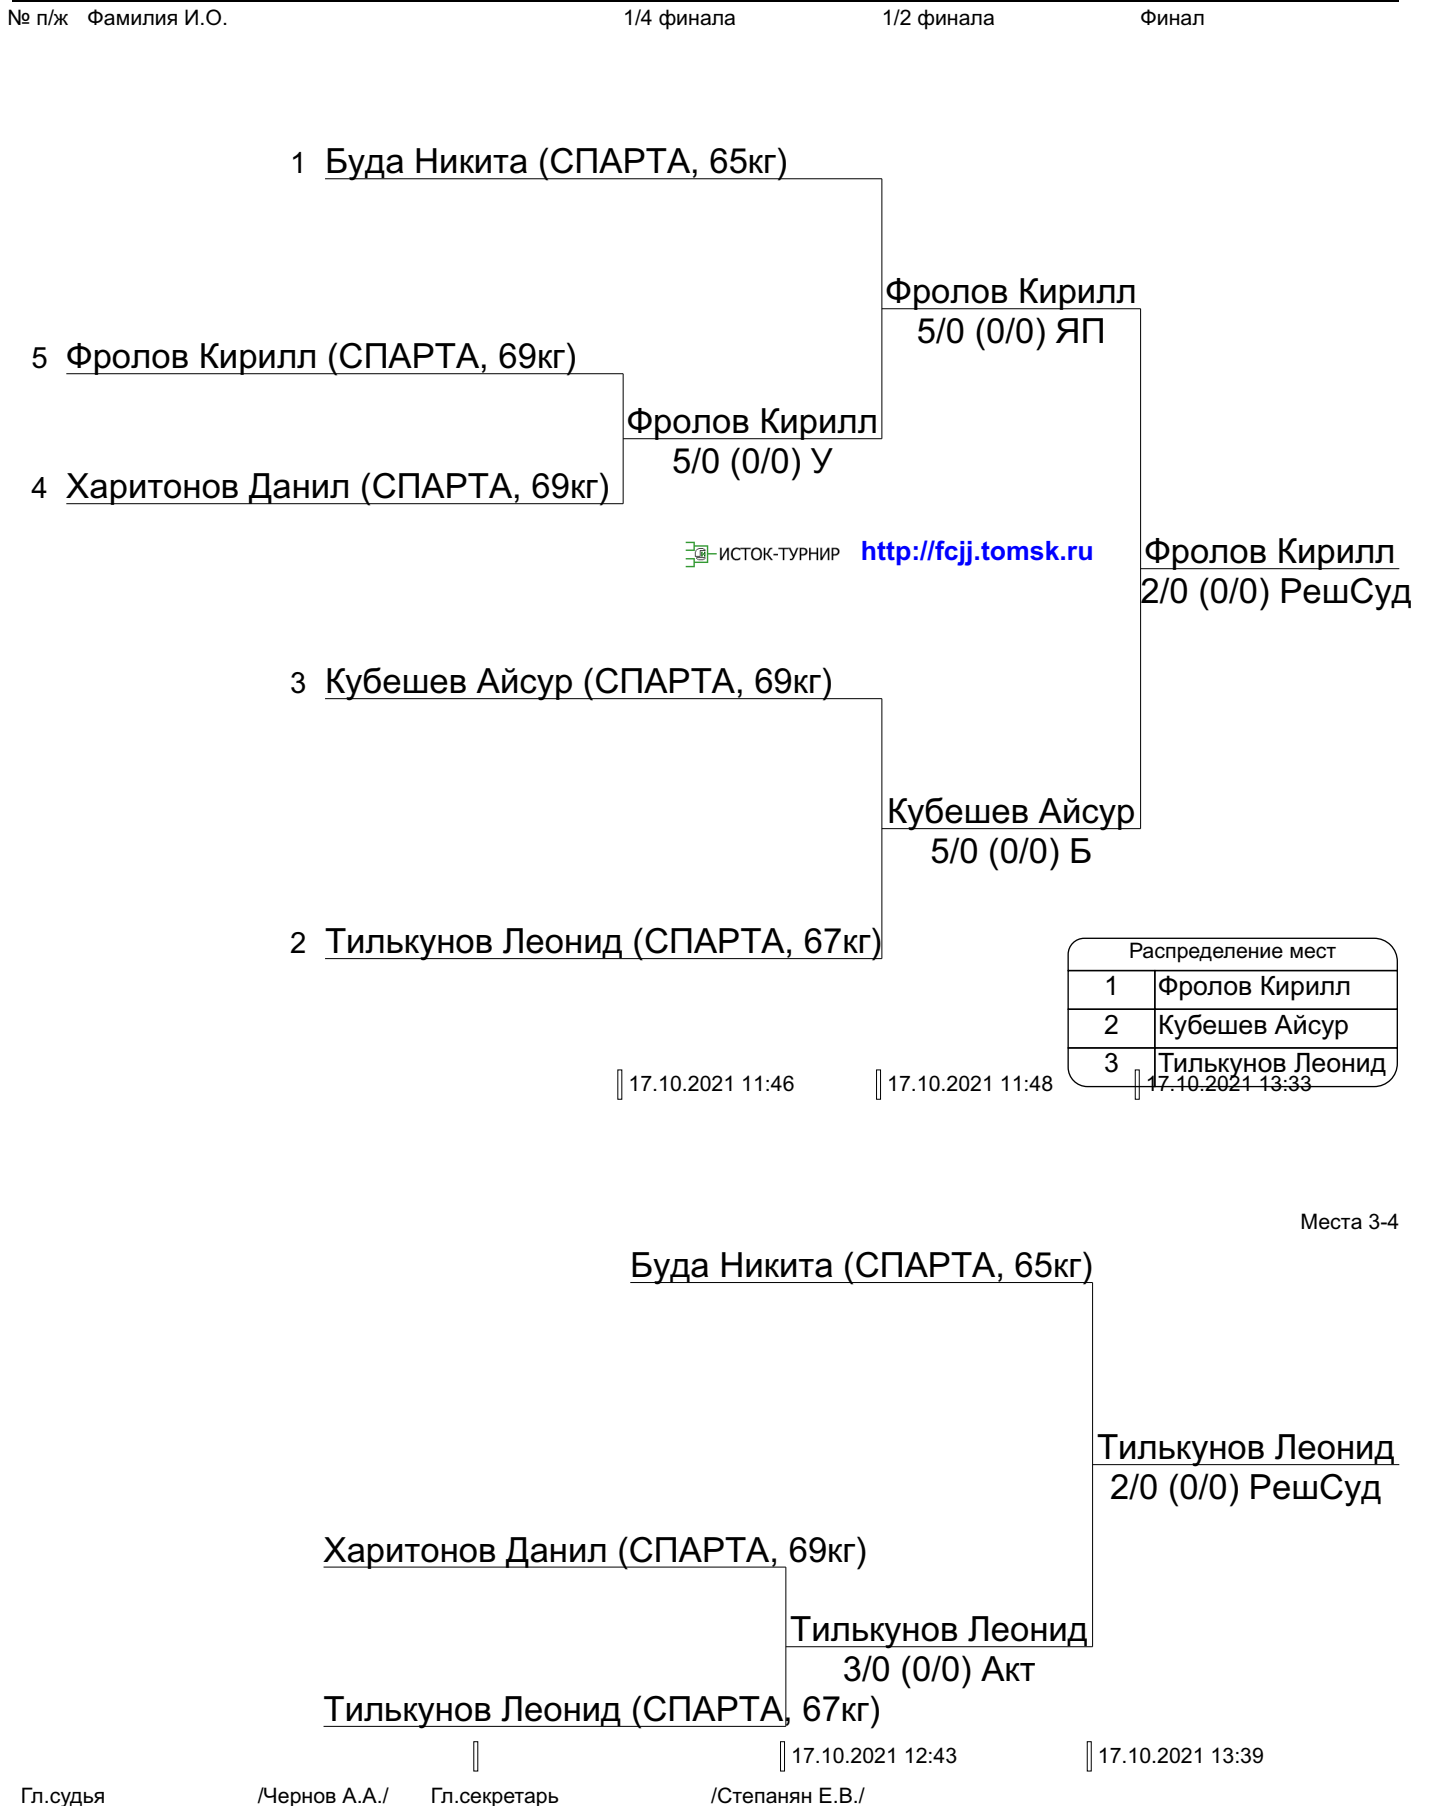 № п/ж Фамилия И.О. 1/4 финала 1/2 финала Финал
1 Буда Никита (СПАРТА, 65кг)
Фролов Кирилл
5/0 (0/0) ЯП
5 Фролов Кирилл (СПАРТА, 69кг)
Фролов Кирилл
5/0 (0/0) У
4 Харитонов Данил (СПАРТА, 69кг)
ИСТОК-ТУРНИР http://fcjj.tomsk.ru
Фролов Кирилл
2/0 (0/0) РешСуд
3 Кубешев Айсур (СПАРТА, 69кг)
Кубешев Айсур
5/0 (0/0) Б
2 Тилькунов Леонид (СПАРТА, 67кг)
Распределение мест
1 Фролов Кирилл
2 Кубешев Айсур
3 Тилькунов Леонид
17.10.2021 11:46 17.10.2021 11:48 17.10.2021 13:33
Места 3-4
Буда Никита (СПАРТА, 65кг)
Тилькунов Леонид
2/0 (0/0) РешСуд
Харитонов Данил (СПАРТА, 69кг)
Тилькунов Леонид
3/0 (0/0) Акт
Тилькунов Леонид (СПАРТА, 67кг)
17.10.2021 12:43 17.10.2021 13:39
Гл.судья /Чернов А.А./ Гл.секретарь /Степанян Е.В./